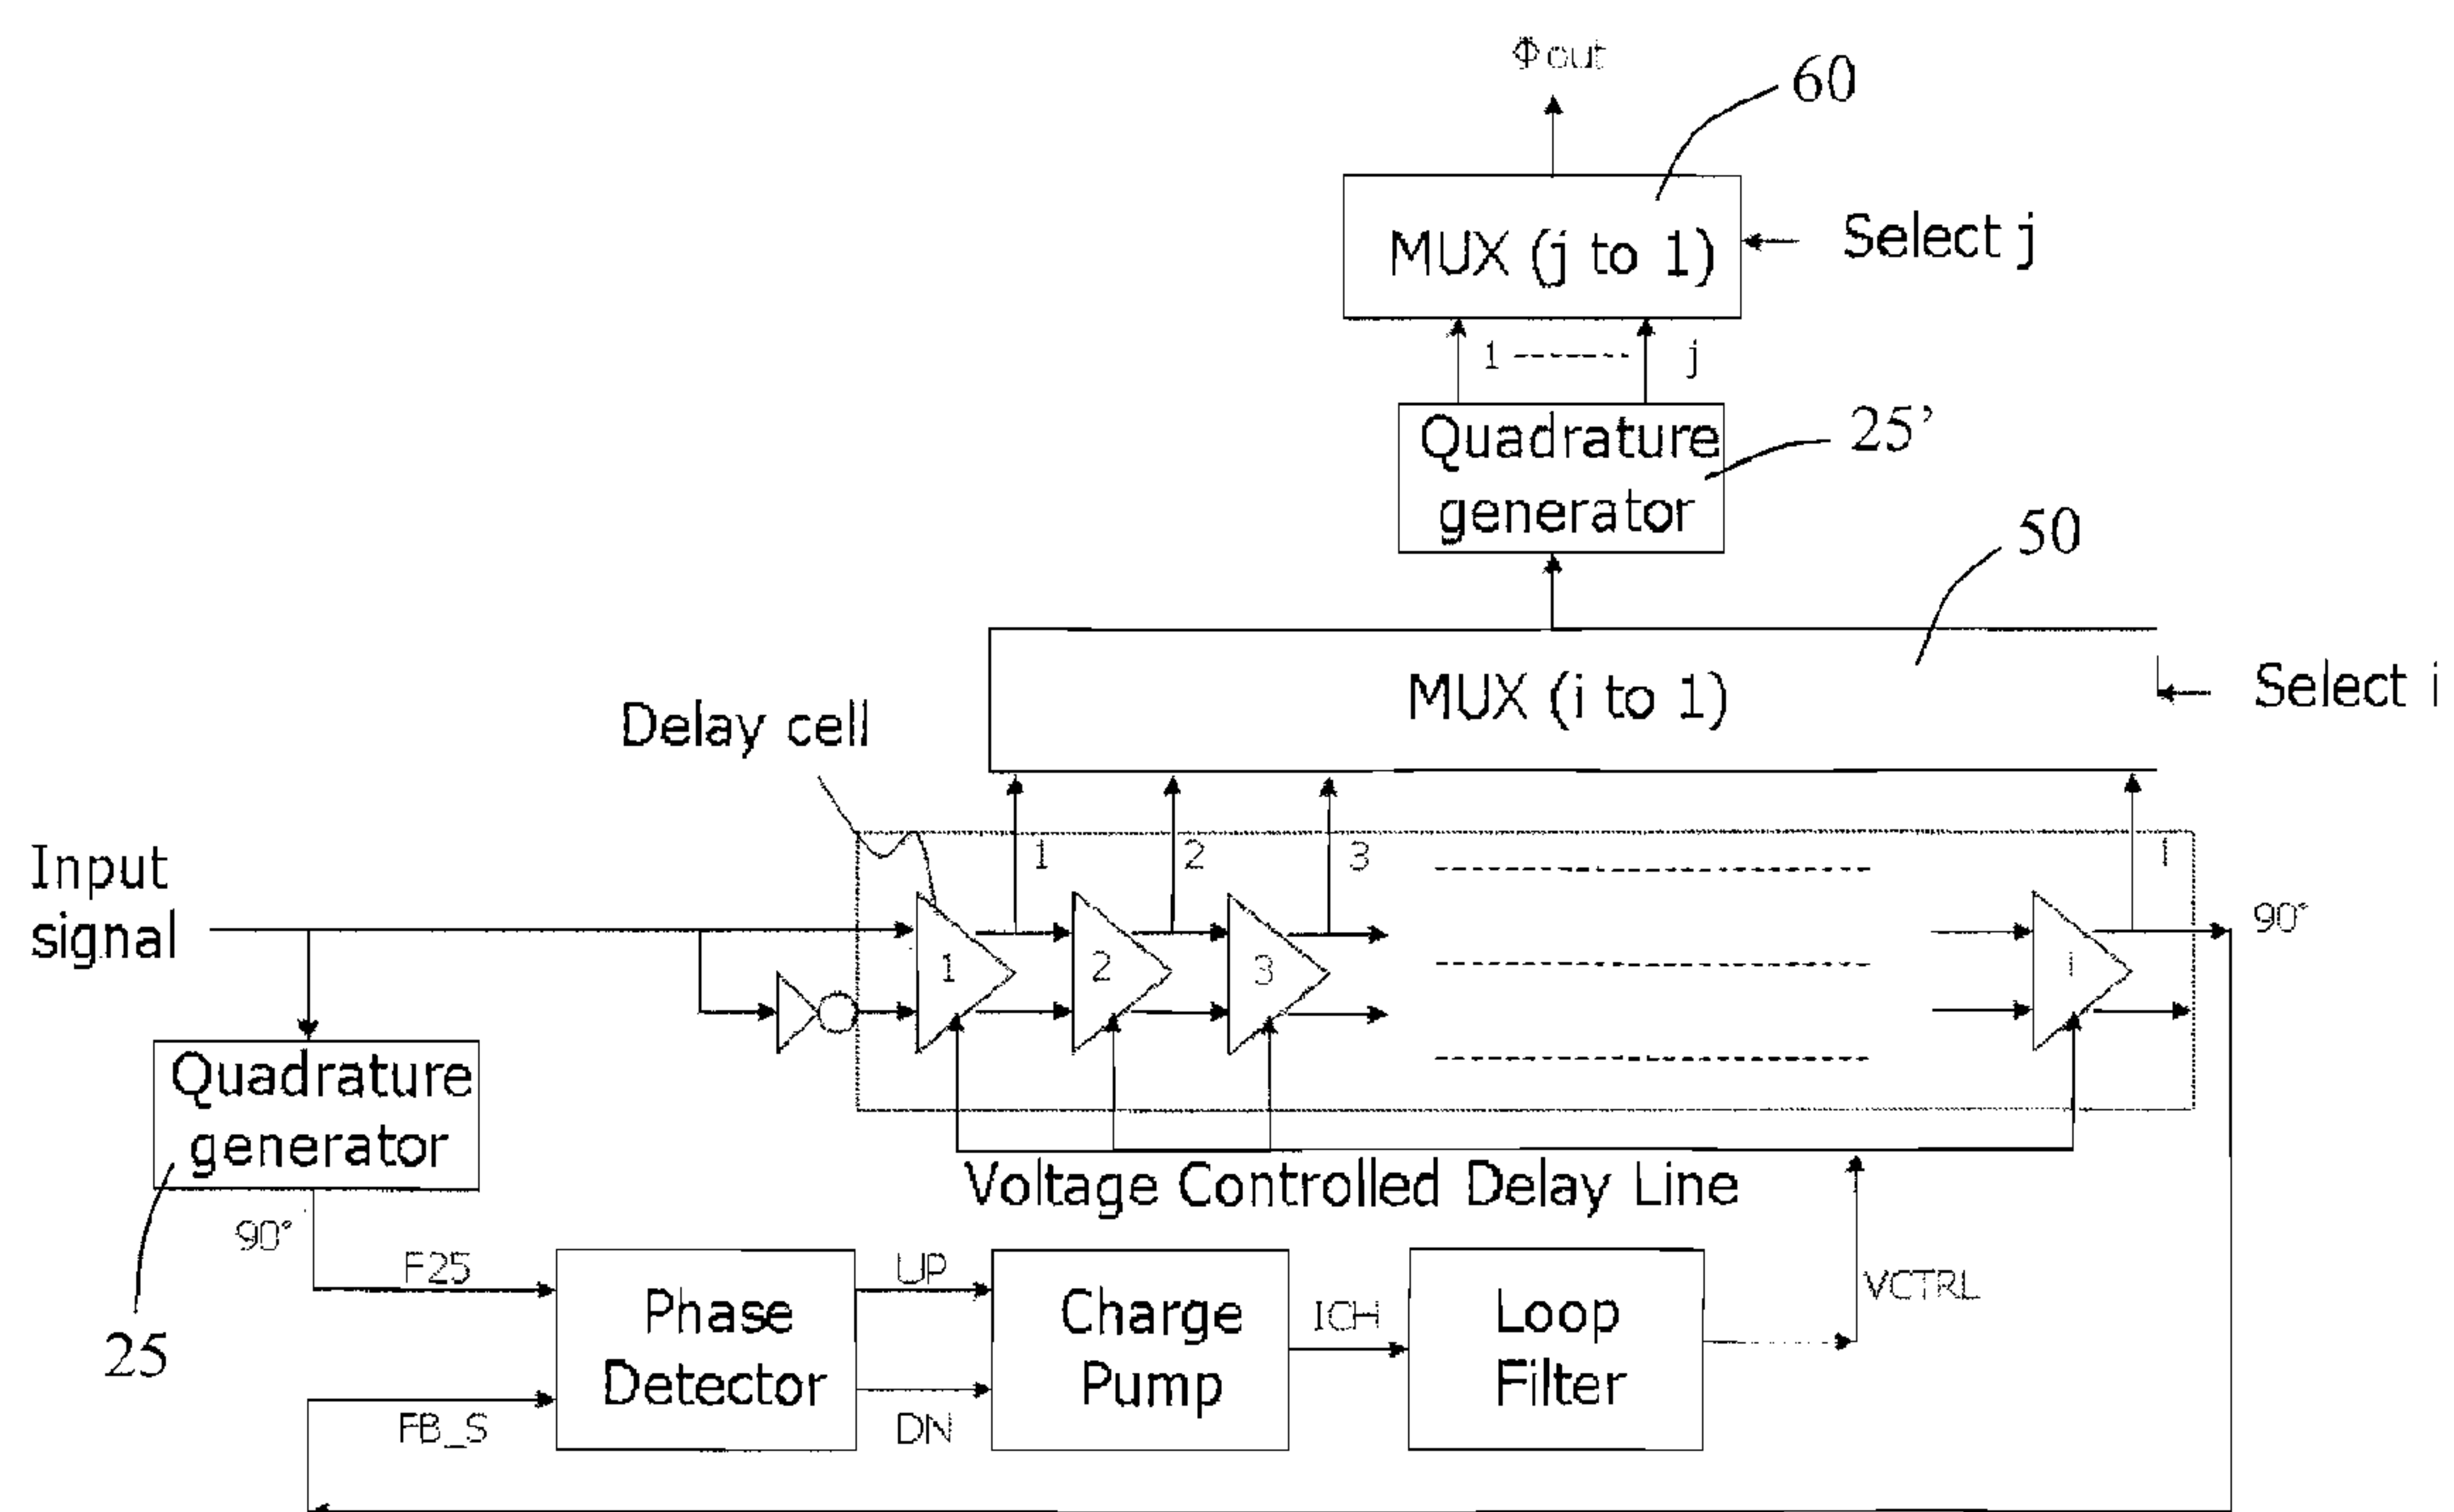 Φout
60
MUX (j to 1)
Select j
1
j
Quadrature
generator
25’
50
MUX (i to 1)
Select i
Delay cell
Input
signal
1
2
3
i
90°
1
2
3
i
Quadrature
generator
Voltage Controlled Delay Line
90°
F25
25
Phase
Detector
UP
DN
Charge
Pump
ICH
Loop
Filter
VCTRL
FB_S